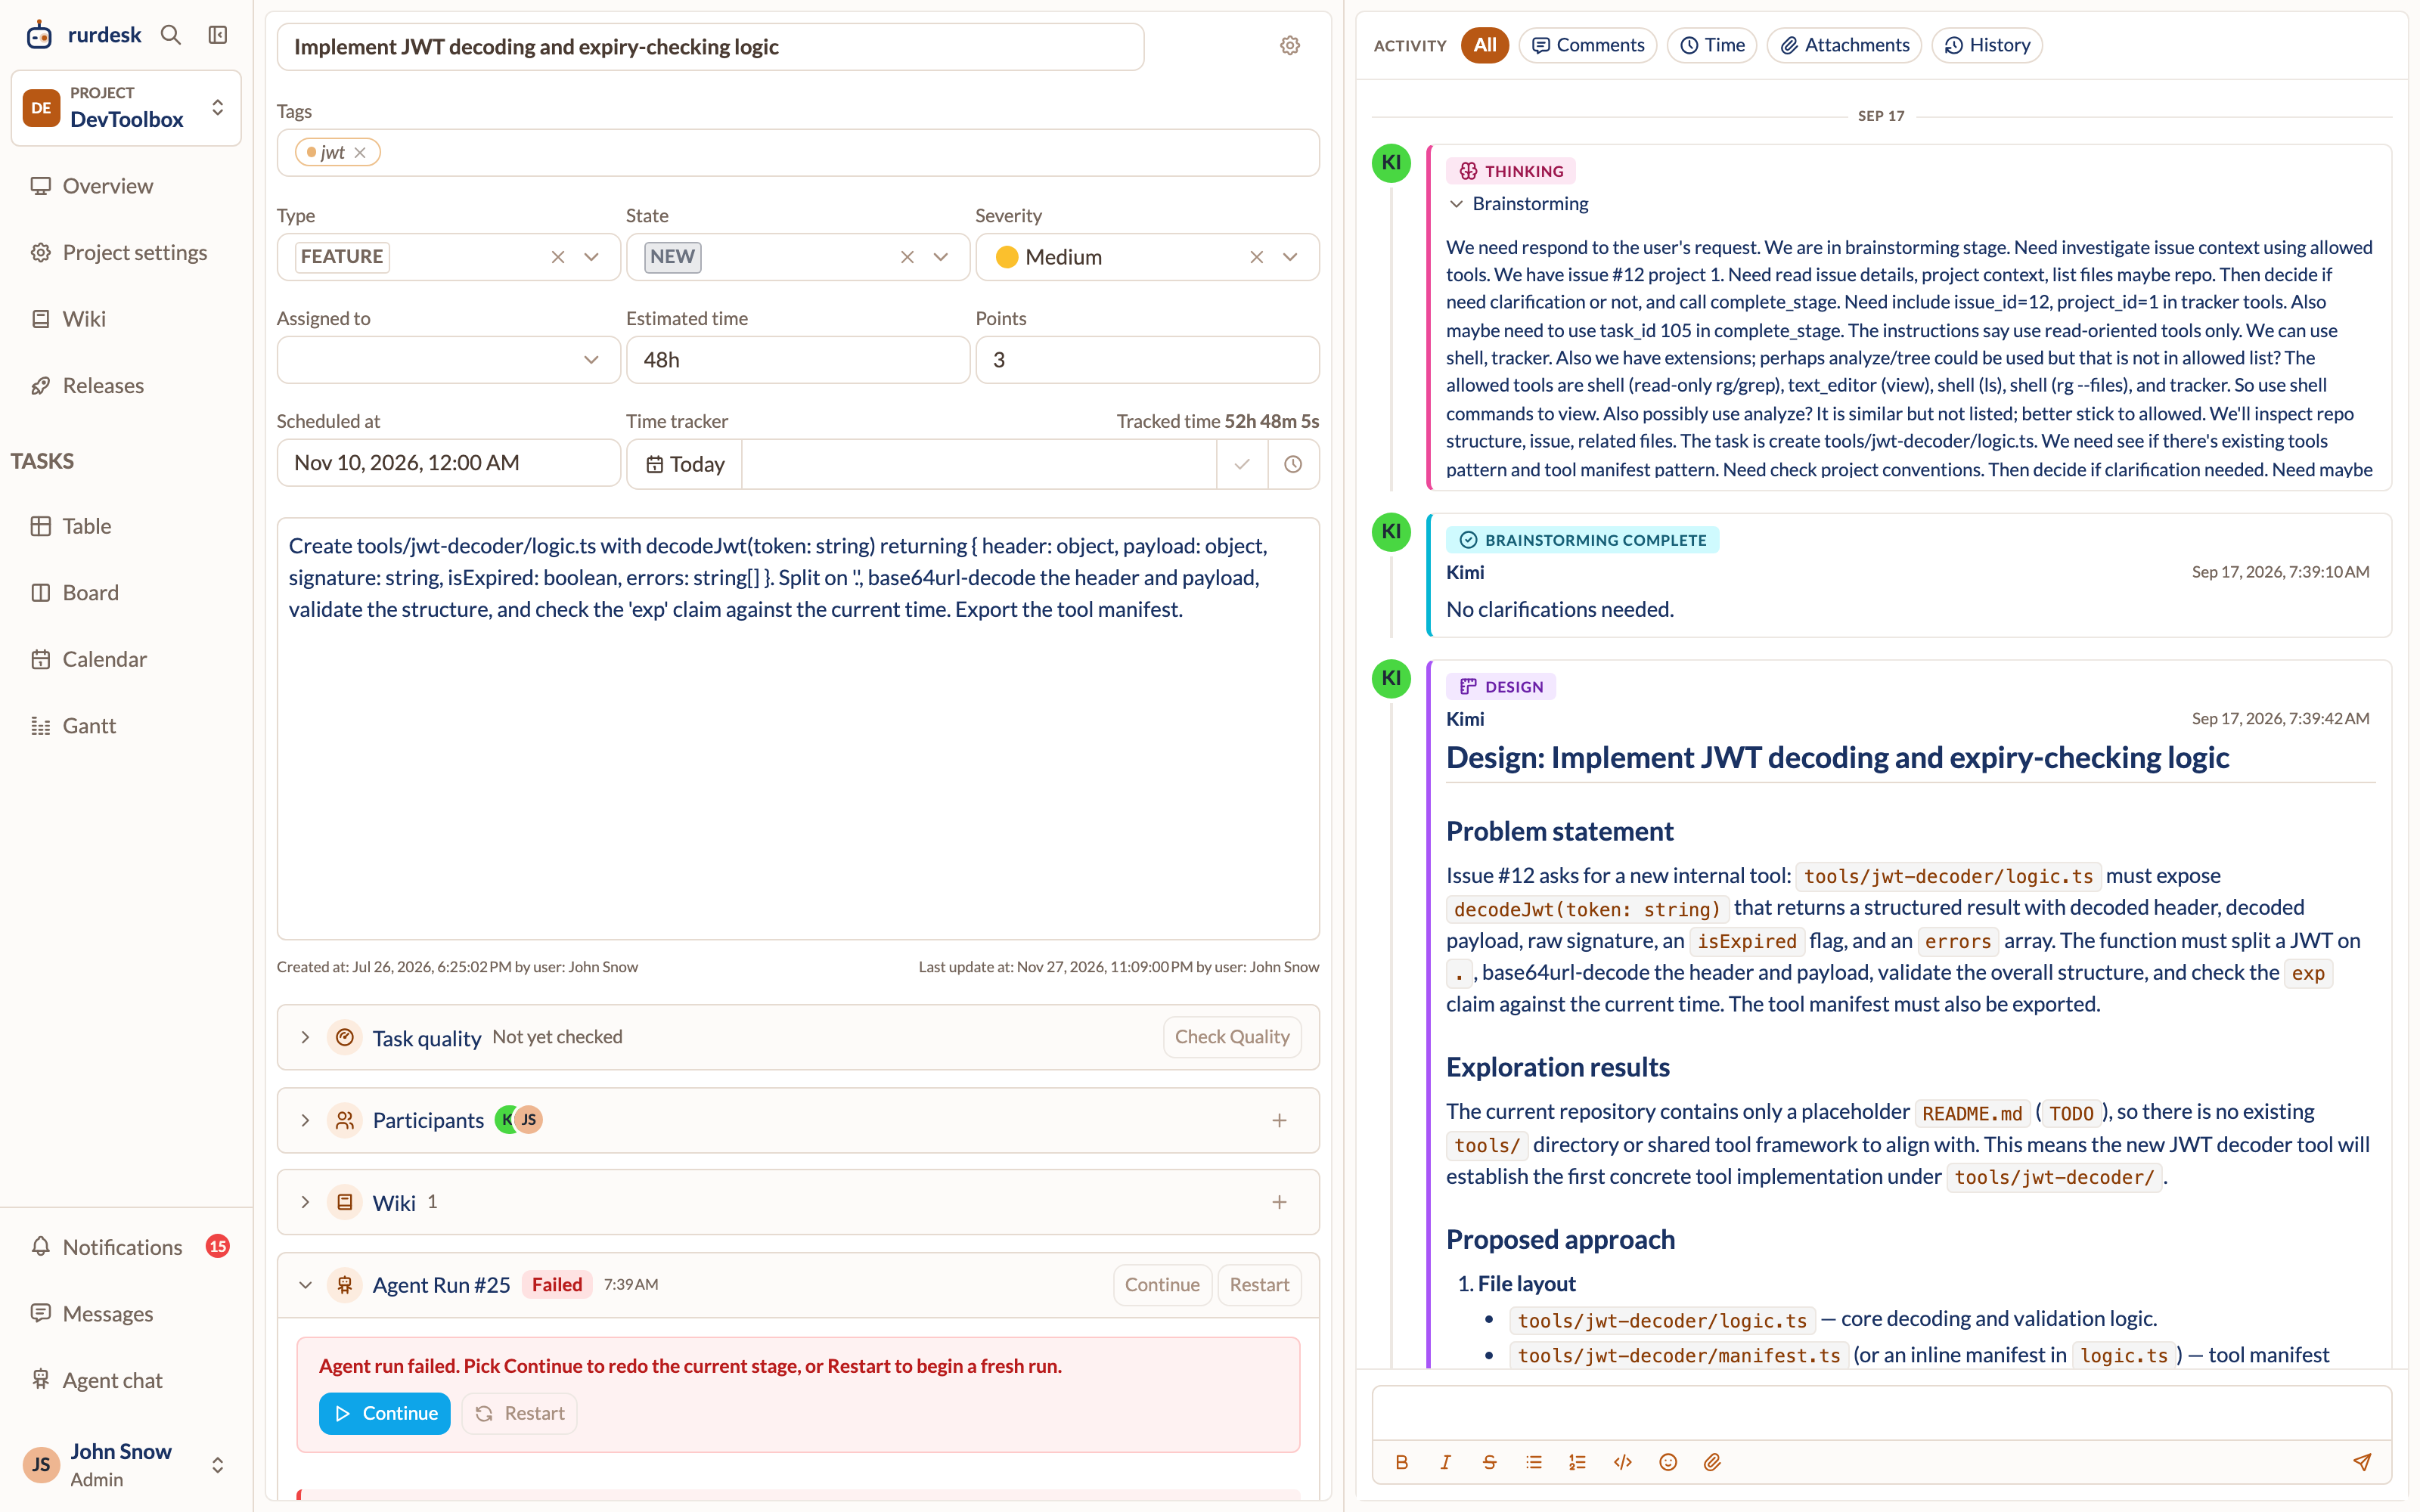 rurdesk
DE
PROJECT
DevToolbox
Overview
Project settings
Wiki
Releases
TASKS
Table
Board
Calendar
Gantt
Notifications 15
Messages
Agent chat
JS
John Snow
Admin
Implement JWT decoding and expiry-checking logic
Tags
jwt
Type State Severity
FEATURE NEW Medium
Assigned to Estimated time Points
48h 3
Scheduled at Time tracker Tracked time 52h 48m 5s
Nov 10, 2026, 12:00 AM Today
Create tools/jwt-decoder/logic.ts with decodeJwt(token: string) returning { header: object, payload: object,
signature: string, isExpired: boolean, errors: string[] }. Split on '.', base64url-decode the header and payload,
validate the structure, and check the 'exp' claim against the current time. Export the tool manifest.
Created at: Jul 26, 2026, 6:25:02 PM by user: John Snow Last update at: Nov 27, 2026, 11:09:00 PM by user: John Snow
Task quality Not yet checked Check Quality
Participants K JS
Wiki 1
Agent Run #25 Failed 7:39 AM Continue Restart
Agent run failed. Pick Continue to redo the current stage, or Restart to begin a fresh run.
Continue Restart
ACTIVITY All Comments Time Attachments History
SEP 17
KI
THINKING
Brainstorming
We need respond to the user's request. We are in brainstorming stage. Need investigate issue context using allowed
tools. We have issue #12 project 1. Need read issue details, project context, list files maybe repo. Then decide if
need clarification or not, and call complete_stage. Need include issue_id=12, project_id=1 in tracker tools. Also
maybe need to use task_id 105 in complete_stage. The instructions say use read-oriented tools only. We can use
shell, tracker. Also we have extensions; perhaps analyze/tree could be used but that is not in allowed list? The
allowed tools are shell (read-only rg/grep), text_editor (view), shell (ls), shell (rg --files), and tracker. So use shell
commands to view. Also possibly use analyze? It is similar but not listed; better stick to allowed. We'll inspect repo
structure, issue, related files. The task is create tools/jwt-decoder/logic.ts. We need see if there's existing tools
pattern and tool manifest pattern. Need check project conventions. Then decide if clarification needed. Need maybe
KI
BRAINSTORMING COMPLETE
Kimi Sep 17, 2026, 7:39:10 AM
No clarifications needed.
KI
DESIGN
Kimi Sep 17, 2026, 7:39:42 AM
Design: Implement JWT decoding and expiry-checking logic
Problem statement
Issue #12 asks for a new internal tool: tools/jwt-decoder/logic.ts must expose
decodeJwt(token: string) that returns a structured result with decoded header, decoded
payload, raw signature, an isExpired flag, and an errors array. The function must split a JWT on
., base64url-decode the header and payload, validate the overall structure, and check the exp
claim against the current time. The tool manifest must also be exported.
Exploration results
The current repository contains only a placeholder README.md ( TODO ), so there is no existing
tools/ directory or shared tool framework to align with. This means the new JWT decoder tool will
establish the first concrete tool implementation under tools/jwt-decoder/ .
Proposed approach
1. File layout
• tools/jwt-decoder/logic.ts — core decoding and validation logic.
• tools/jwt-decoder/manifest.ts (or an inline manifest in logic.ts ) — tool manifest